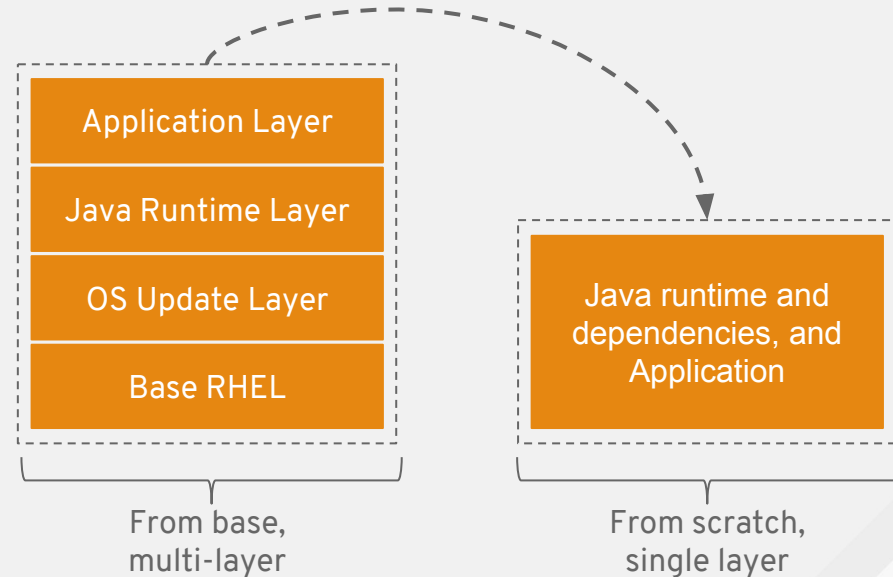 Application Layer
Java Runtime Layer
OS Update Layer
Base RHEL
From base,
multi-layer
Java runtime and
dependencies, and
Application
From scratch,
single layer